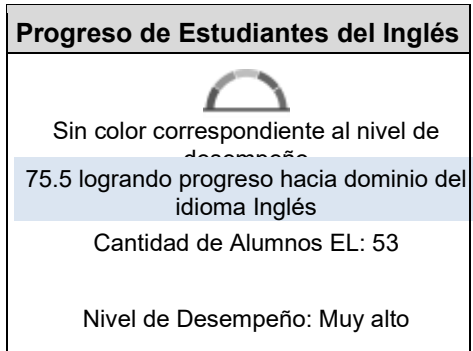 Progreso de Estudiantes del Inglés
Sin color correspondiente al nivel de
desempeño
75.5 logrando progreso hacia dominio del
idioma Inglés
Cantidad de Alumnos EL: 53
Nivel de Desempeño: Muy alto